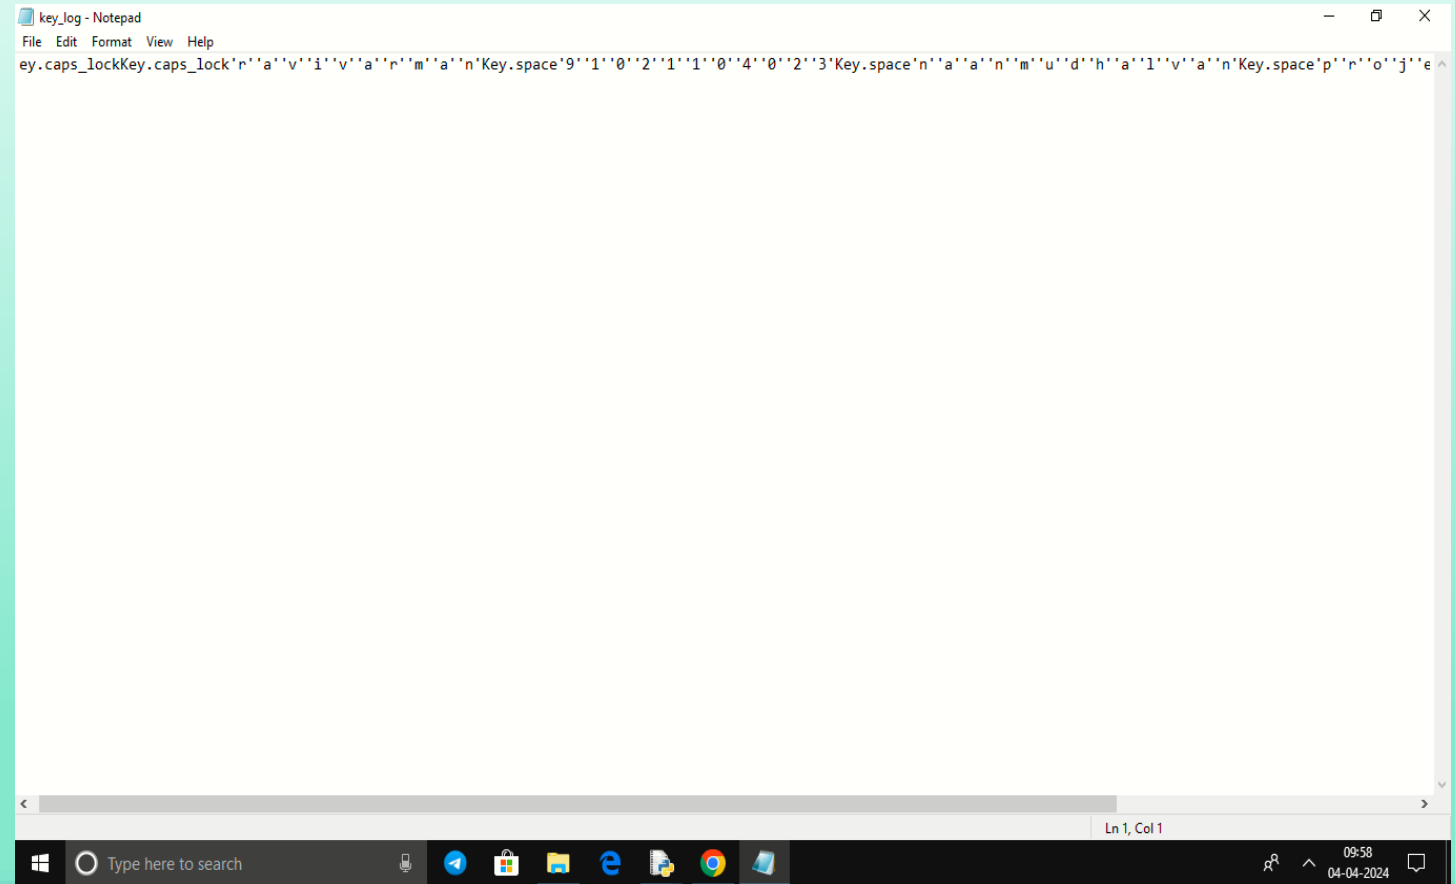 key_log - Notepad
File Edit Format View Help
ey.caps_lockKey.caps_lock'r''a''v''i''v''a''r''m''a''n'Key.space'9''1''0''2''1''1''0''4''0''2''3'Key.space'n''a''a''n''m''u''d''h''a''l''v''a''n'Key.space'p''r''o''j''e
Ln 1, Col 1
Type here to search
09:58
04-04-2024